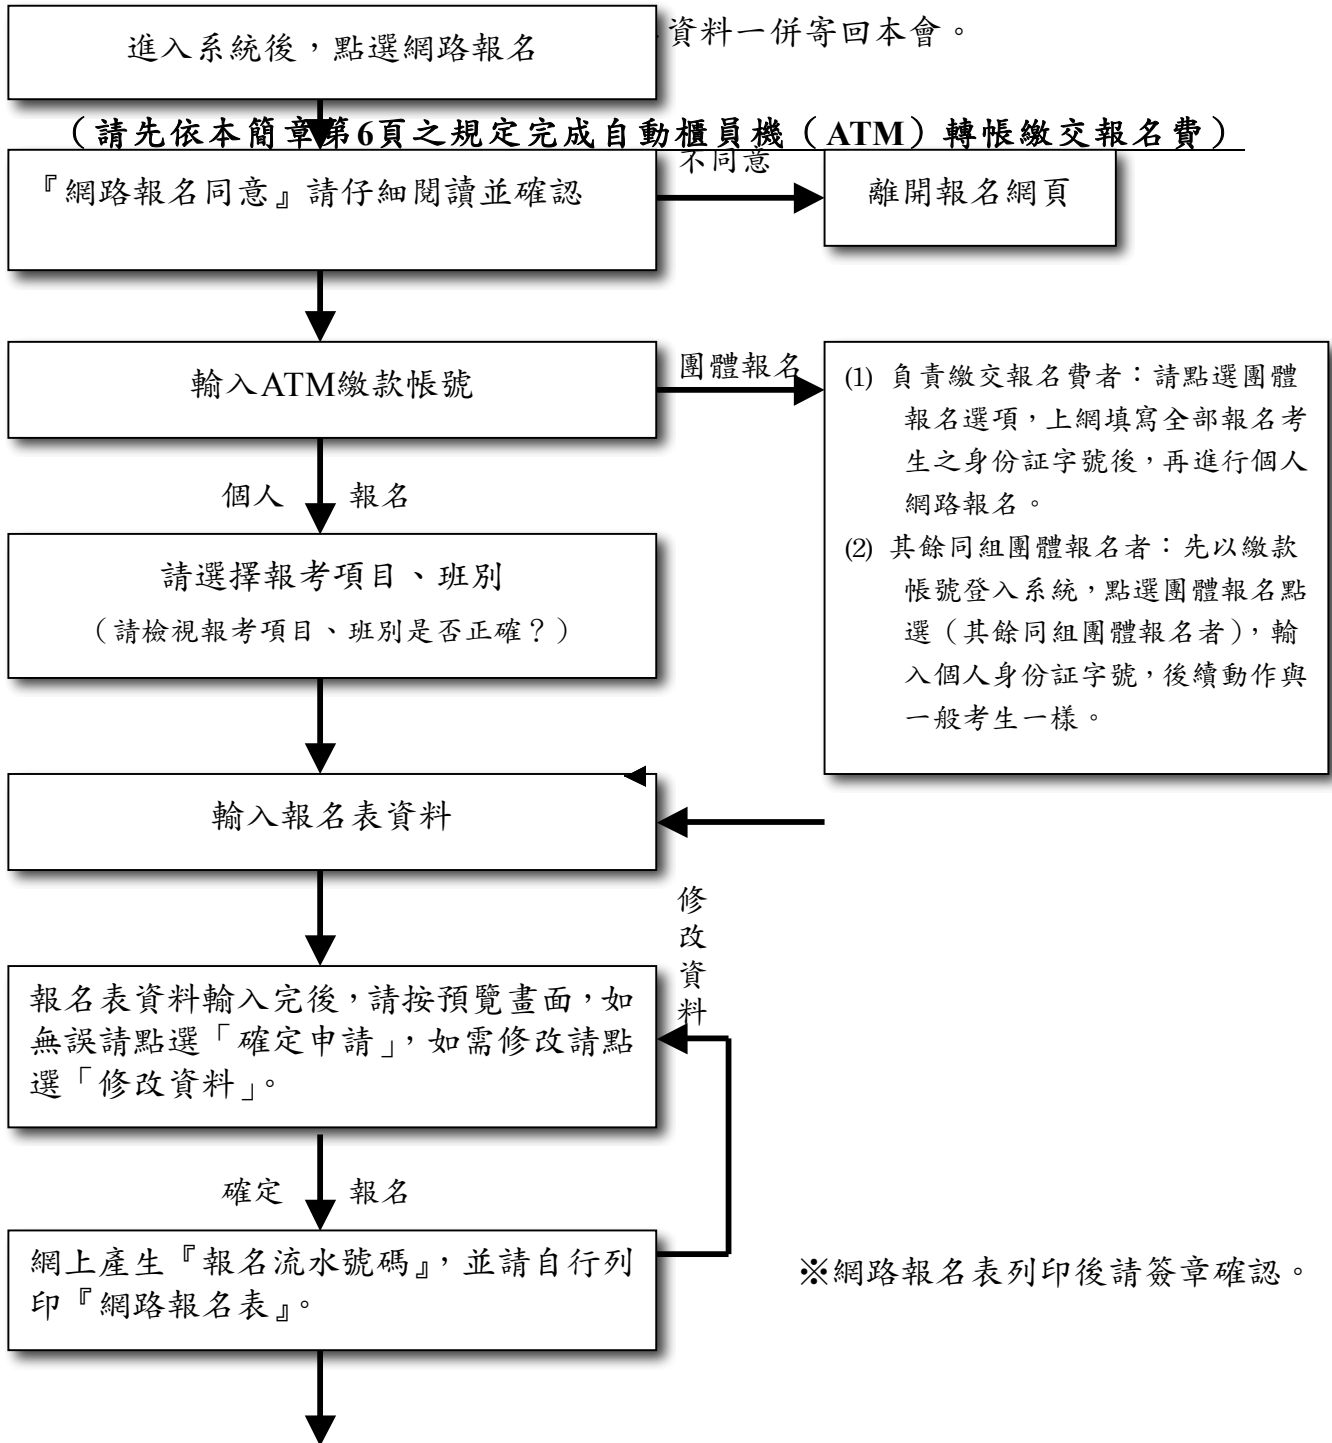 資料一併寄回本會。
進入系統後，點選網路報名
（請先依本簡章第6頁之規定完成自動櫃員機（ATM）轉帳繳交報名費）
『網路報名同意』請仔細閱讀並確認
不同意
離開報名網頁
輸入ATM繳款帳號
團體報名
(1) 負責繳交報名費者：請點選團體
報名選項，上網填寫全部報名考
生之身份証字號後，再進行個人
網路報名。
(2) 其餘同組團體報名者：先以繳款
帳號登入系統，點選團體報名點
選（其餘同組團體報名者），輸
入個人身份証字號，後續動作與
一般考生一樣。
個人 報名
請選擇報考項目、班別
（請檢視報考項目、班別是否正確？）
輸入報名表資料
修
改
資
料
報名表資料輸入完後，請按預覽畫面，如
無誤請點選「確定申請」，如需修改請點
選「修改資料」。
確定 報名
網上產生『報名流水號碼』，並請自行列
印『網路報名表』。
※網路報名表列印後請簽章確認。